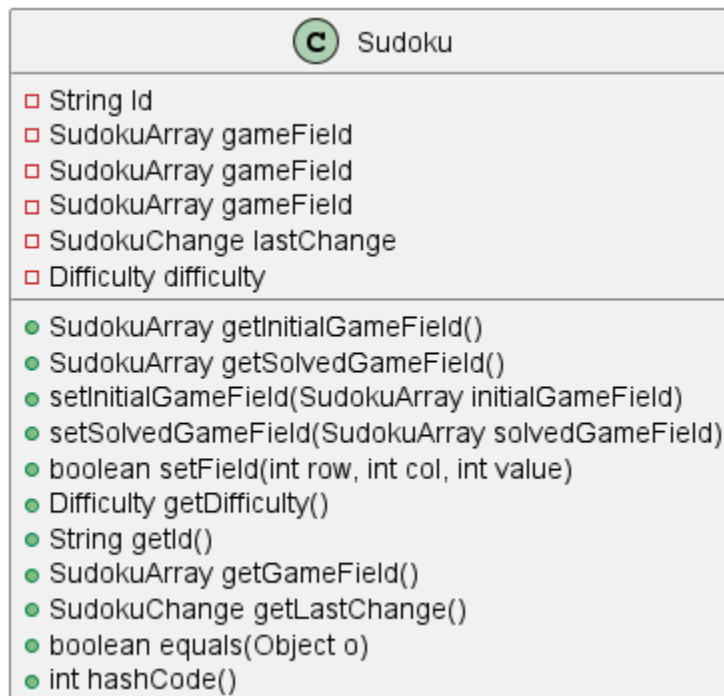 C Sudoku
String Id
SudokuArray gameField
SudokuArray gameField
SudokuArray gameField
SudokuChange lastChange
Difficulty difficulty
SudokuArray getInitialGameField()
SudokuArray getSolvedGameField()
setInitialGameField(SudokuArray initialGameField)
setSolvedGameField(SudokuArray solvedGameField)
boolean setField(int row, int col, int value)
Difficulty getDifficulty()
String getId()
SudokuArray getGameField()
SudokuChange getLastChange()
boolean equals(Object o)
int hashCode()